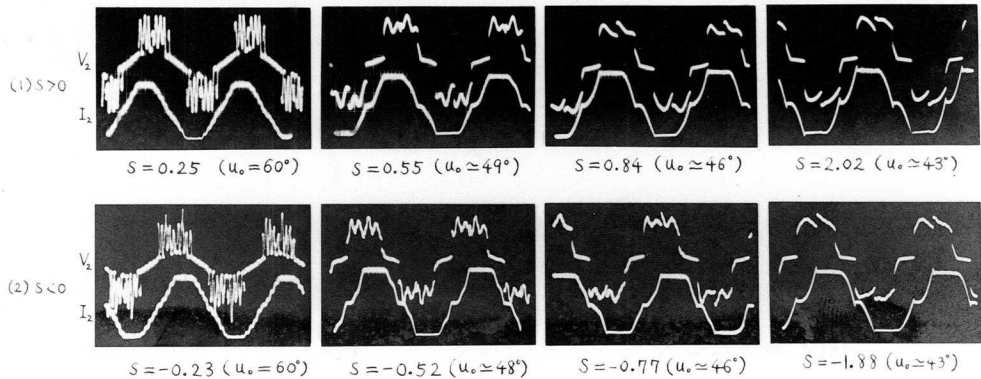 V₂
(1) S>0
I₂
S=0.25 (u₀=60°) S=0.55 (u₀≃49°) S=0.84 (u₀≃46°) S=2.02 (u₀≃43°)
V₂
(2) S<0
I₂
S=-0.23 (u₀=60°) S=-0.52 (u₀≃48°) S=-0.77 (u₀≃46°) S=-1.88 (u₀≃43°)